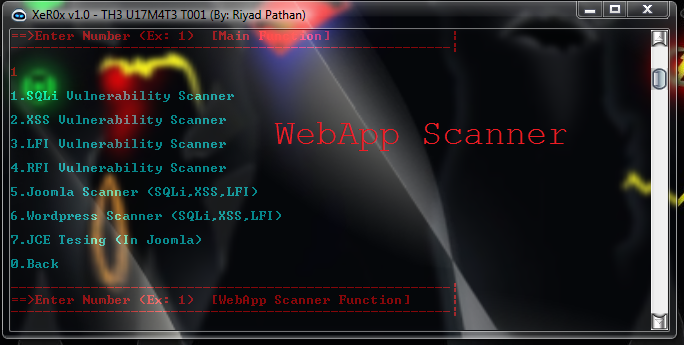 XeR0x v1.0 - TH3 U17M4T3 T001 (By: Riyad Pathan)
==>Enter Number (Ex: 1) [Main Function]
1
1.SQLi Vulnerability Scanner
2.XSS Vulnerability Scanner
3.LFI Vulnerability Scanner
4.RFI Vulnerability Scanner
5.Joomla Scanner (SQLi,XSS,LFI)
6.Wordpress Scanner (SQLi,XSS,LFI)
7.JCE Tesing (In Joomla)
0.Back
WebApp Scanner
==>Enter Number (Ex: 1) [WebApp Scanner Function]